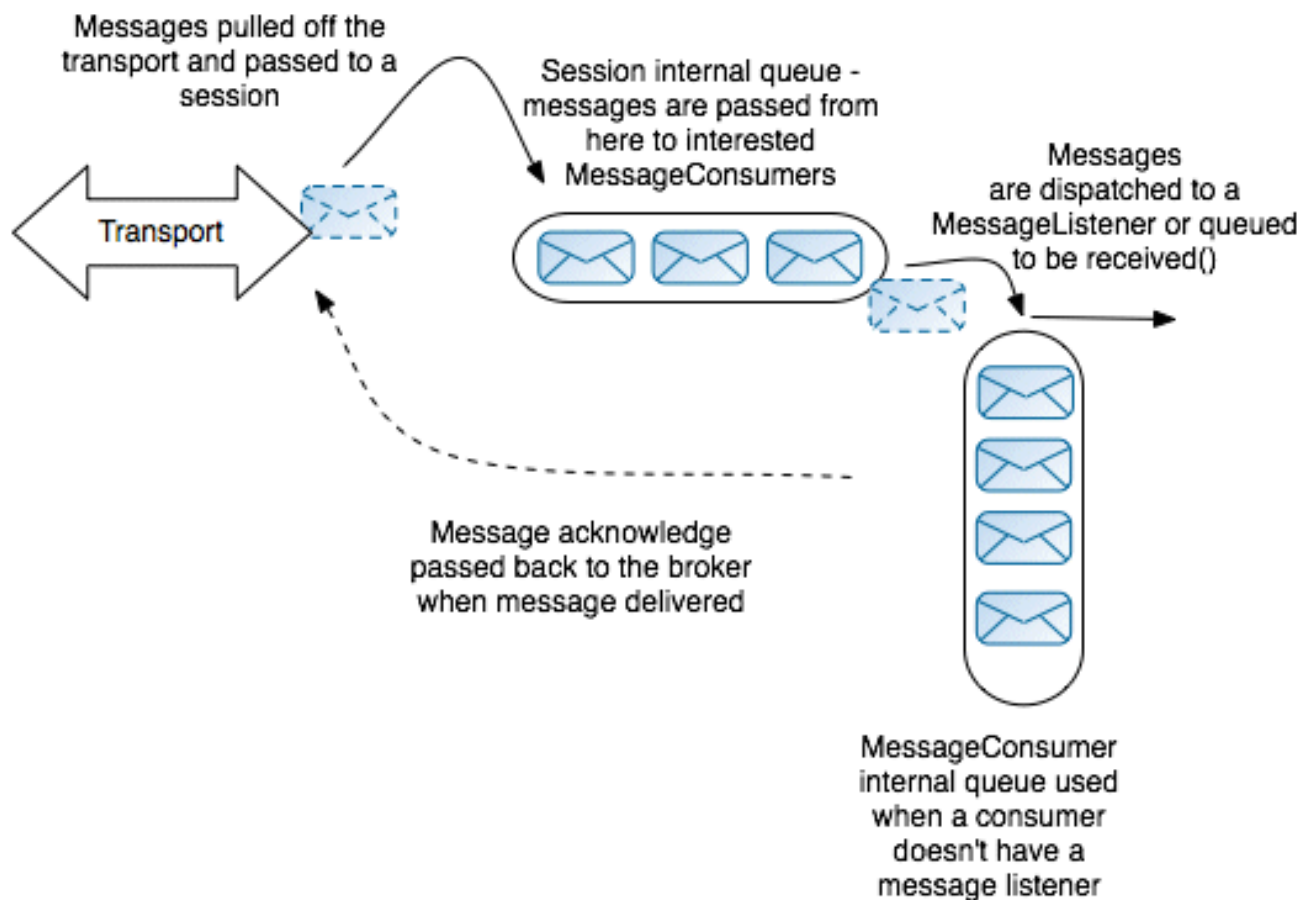 Messages pulled off the
transport and passed to a
session
Session internal queue -
messages are passed from
here to interested
MessageConsumers
Messages
are dispatched to a
MessageListener or queued
to be received()
Transport
Message acknowledge
passed back to the broker
when message delivered
MessageConsumer
internal queue used
when a consumer
doesn't have a
message listener